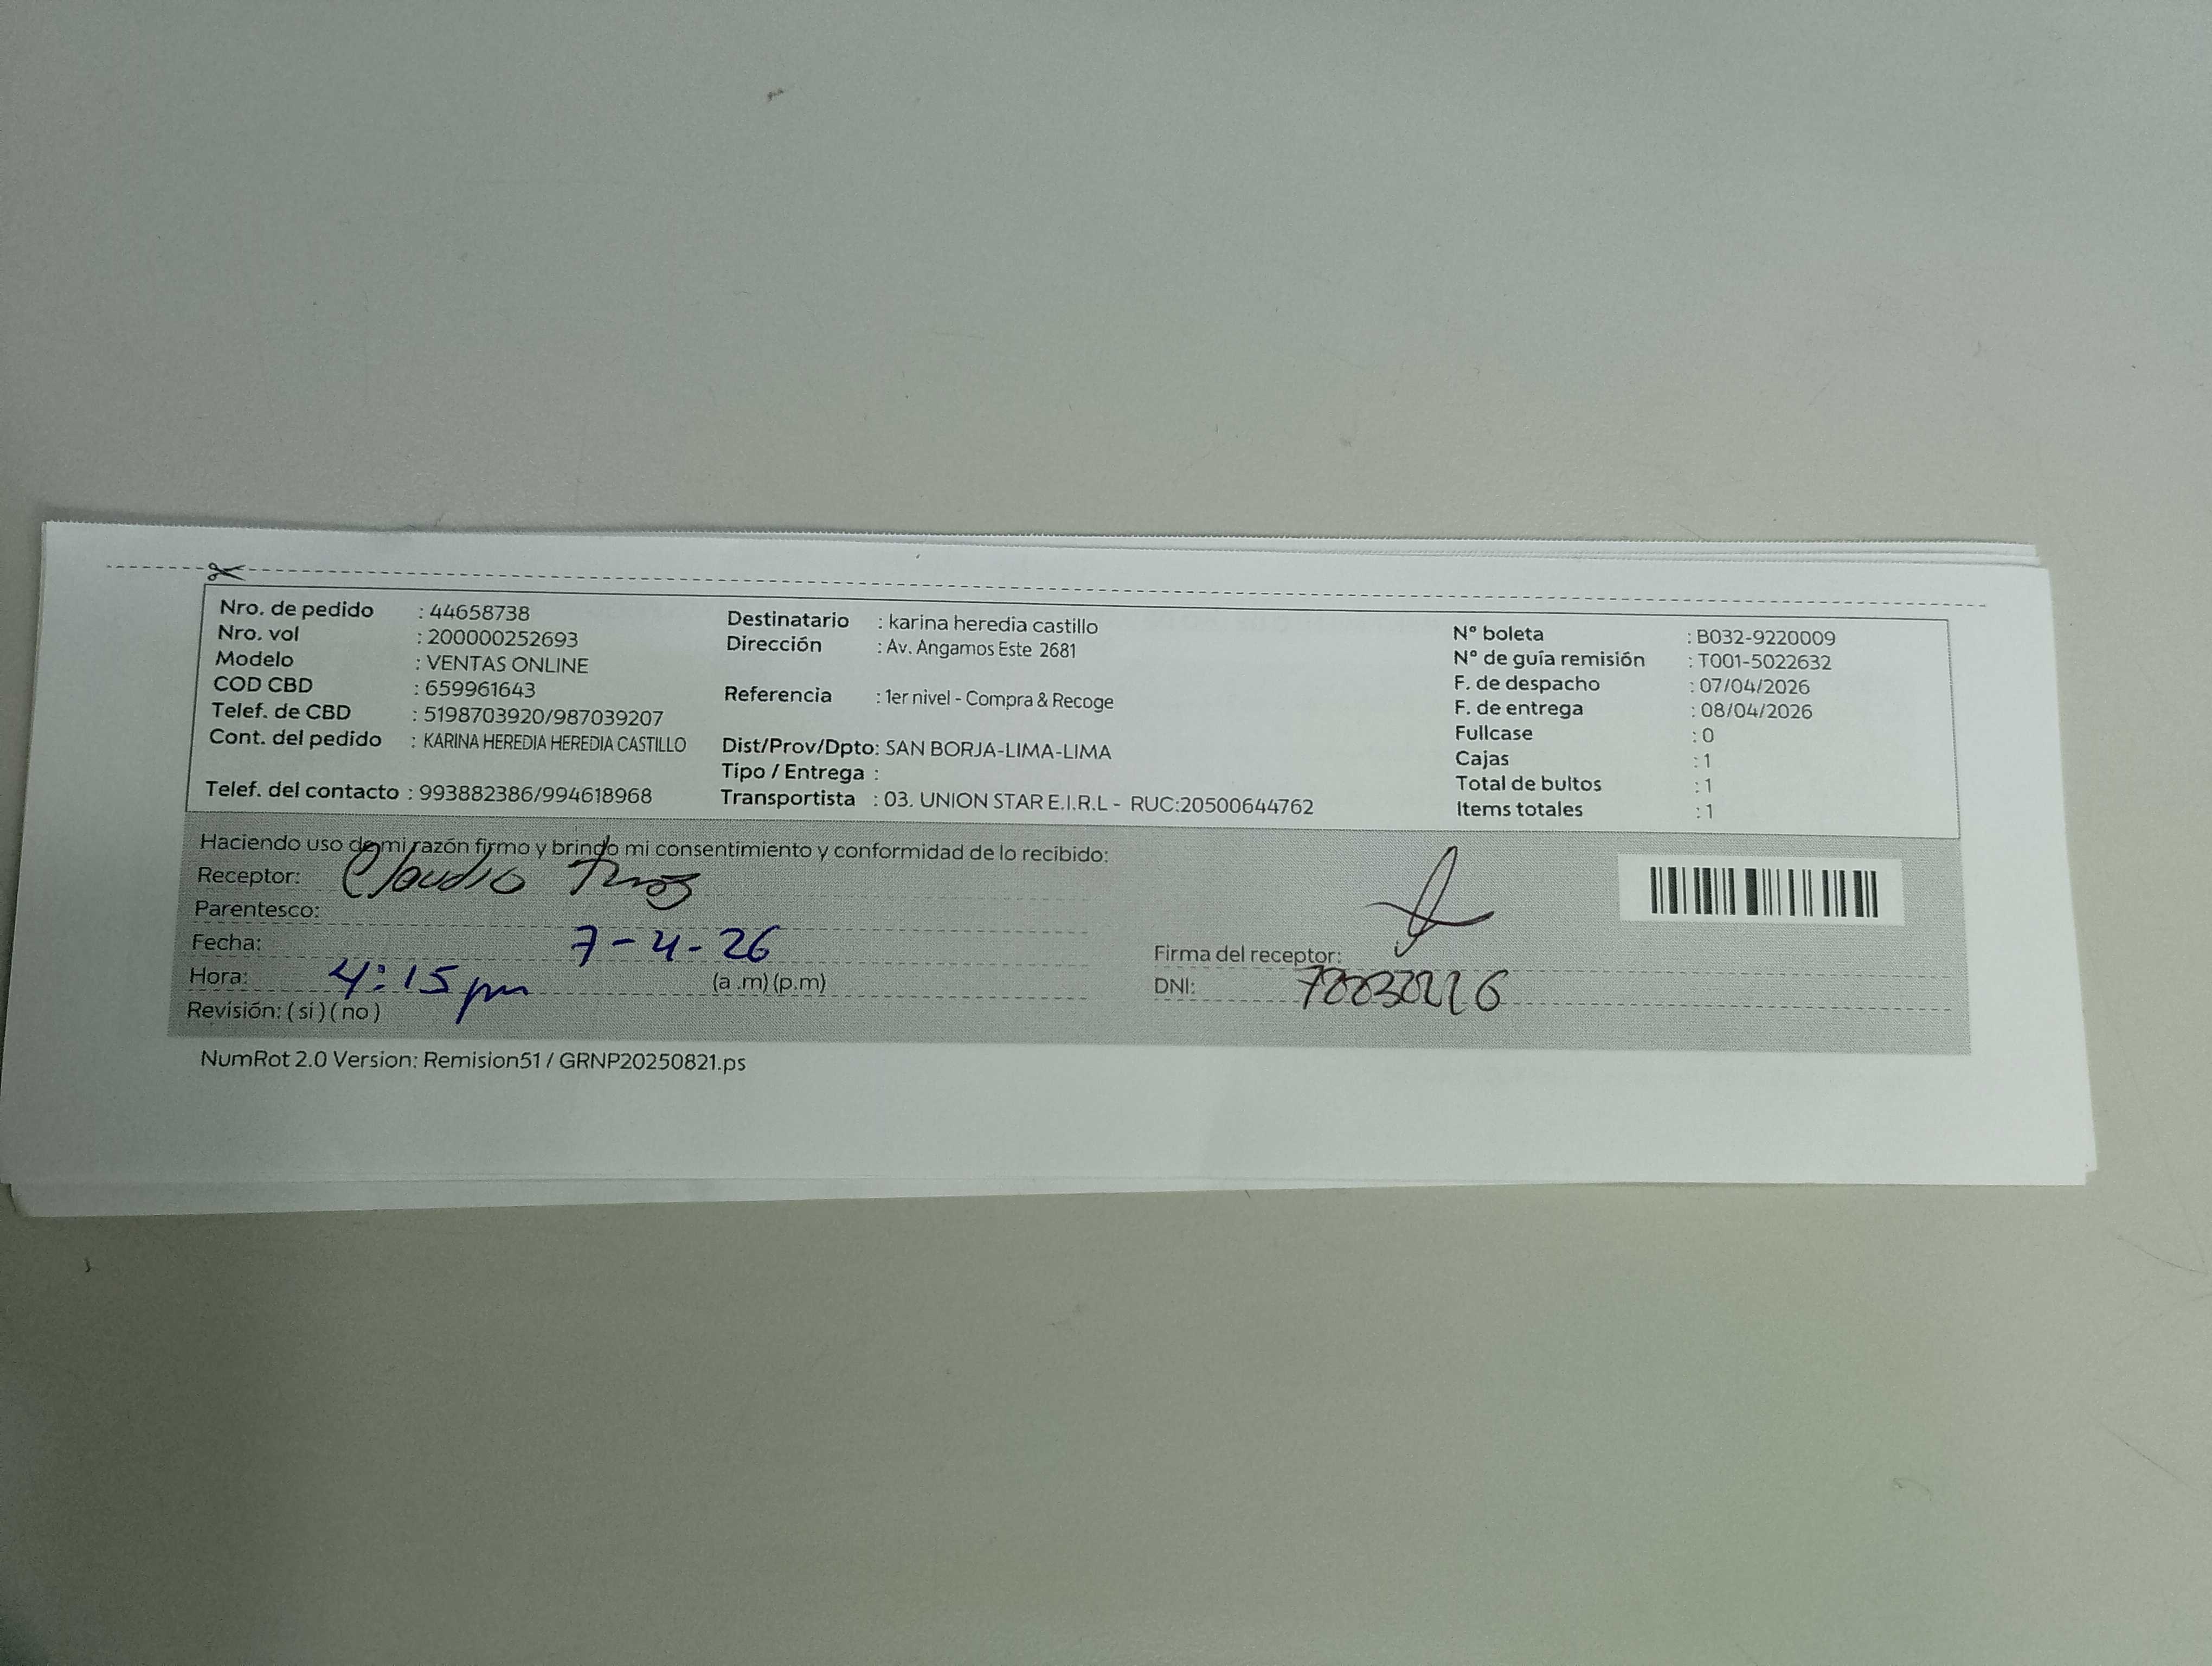 Nro. de pedido : 44658738
Nro. vol : 200000252693
Modelo : VENTAS ONLINE
COD CBD : 659961643
Telef. de CBD : 5198703920/987039207
Cont. del pedido : KARINA HEREDIA HEREDIA CASTILLO
Telef. del contacto : 993882386/994618968
Destinatario : karina heredia castillo
Dirección : Av. Angamos Este 2681
Referencia : 1er nivel - Compra & Recoge
Dist/Prov/Dpto: SAN BORJA-LIMA-LIMA
Tipo / Entrega :
Transportista : 03. UNION STAR E.I.R.L - RUC:20500644762
N° boleta : B032-9220009
N° de guía remisión : T001-5022632
F. de despacho : 07/04/2026
F. de entrega : 08/04/2026
Fullcase : 0
Cajas : 1
Total de bultos : 1
Items totales : 1
Haciendo uso de mi razón firmo y brindo mi consentimiento y conformidad de lo recibido:
Receptor: Claudio
Parentesco:
Fecha: 7-4-26
Hora: 4:15 pm (a .m) (p.m)
Revisión: ( si ) ( no )
Firma del receptor:
DNI:
NumRot 2.0 Version: Remision51 / GRNP20250821.ps